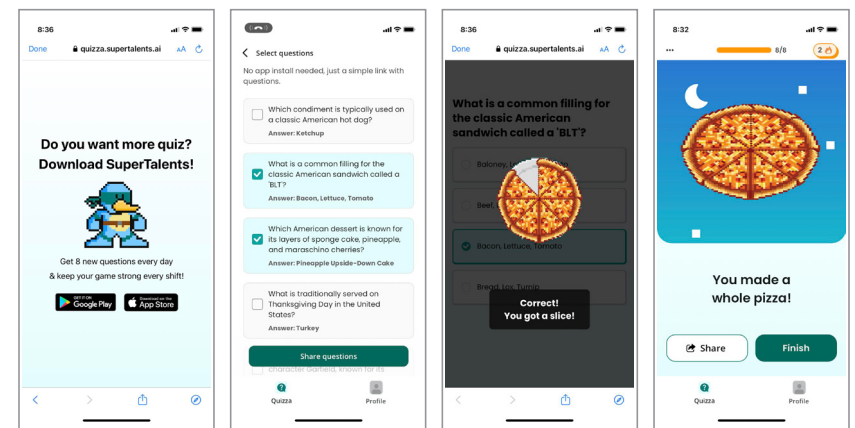 8:36
Done
quizza.supertalents.ai
AA
Do you want more quiz?
Download SuperTalents!
Get 8 new questions every day
& keep your game strong every shift!
GET IT ON
Google Play
Download on the
App Store
Select questions
No app install needed, just a simple link with
questions.
Which condiment is typically used on
a classic American hot dog?
Answer: Ketchup
What is a common filling for the
classic American sandwich called a
'BLT'?
Answer: Bacon, Lettuce, Tomato
Which American dessert is known for
its layers of sponge cake, pineapple,
and maraschino cherries?
Answer: Pineapple Upside-Down Cake
What is traditionally served on
Thanksgiving Day in the United
States?
Answer: Turkey
Share questions
character Garfield, known for its
Quizza
Profile
8:36
Done
quizza.supertalents.ai
AA
What is a common filling for
the classic American
sandwich called a 'BLT'?
Baloney,
Beef,
Bacon, Lettuce, Tomato
Bread, Lox, Turnip
Correct!
You got a slice!
8:32
8/8
2
You made a
whole pizza!
Share
Finish
Quizza
Profile